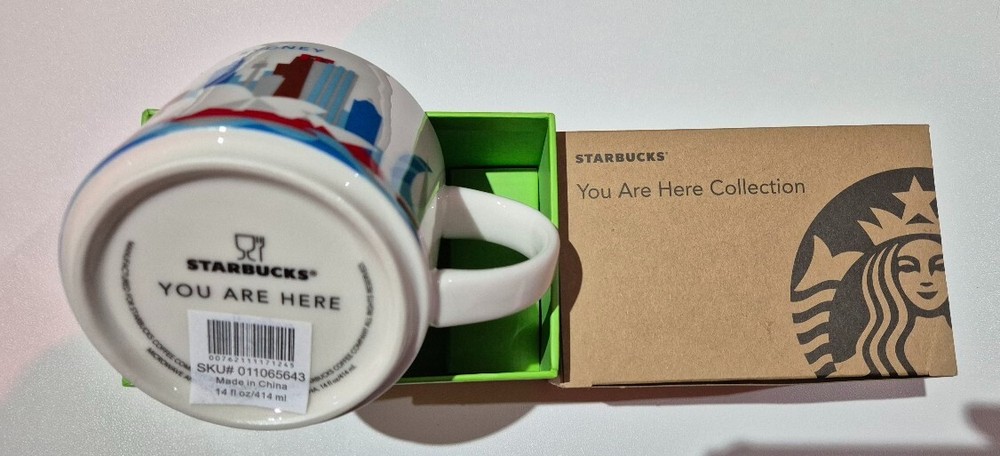 STARBUCKS®
YOU ARE HERE
007621111171245
SKU# 011065643
Made in China
14 fl oz/414 ml
STARBUCKS®
You Are Here Collection